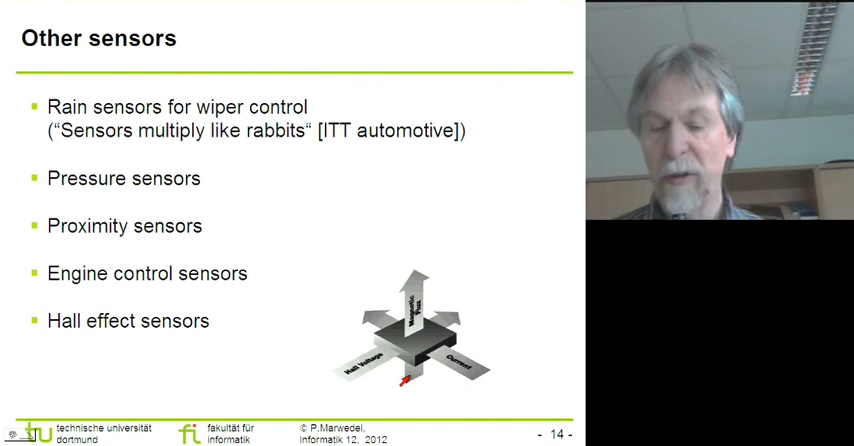 Other sensors
Rain sensors for wiper control
("Sensors multiply like rabbits“ [ITT automotive])
Pressure sensors
Proximity sensors
Engine control sensors
Hall effect sensors
Magnetic
Flux
Hall Voltage
Current
tu technische universität
dortmund
fi fakultät für
informatik
© P.Marwedel,
Informatik 12, 2012
- 14 -